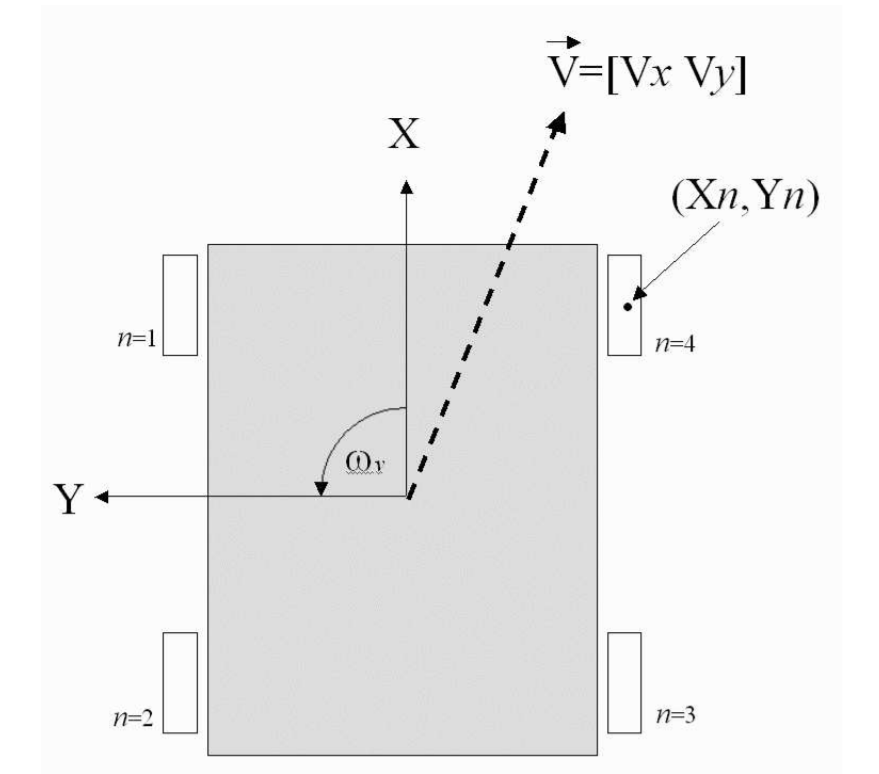 V=[Vx Vy]
X
(Xn,Yn)
n=1
n=4
ωv
Y
n=2
n=3